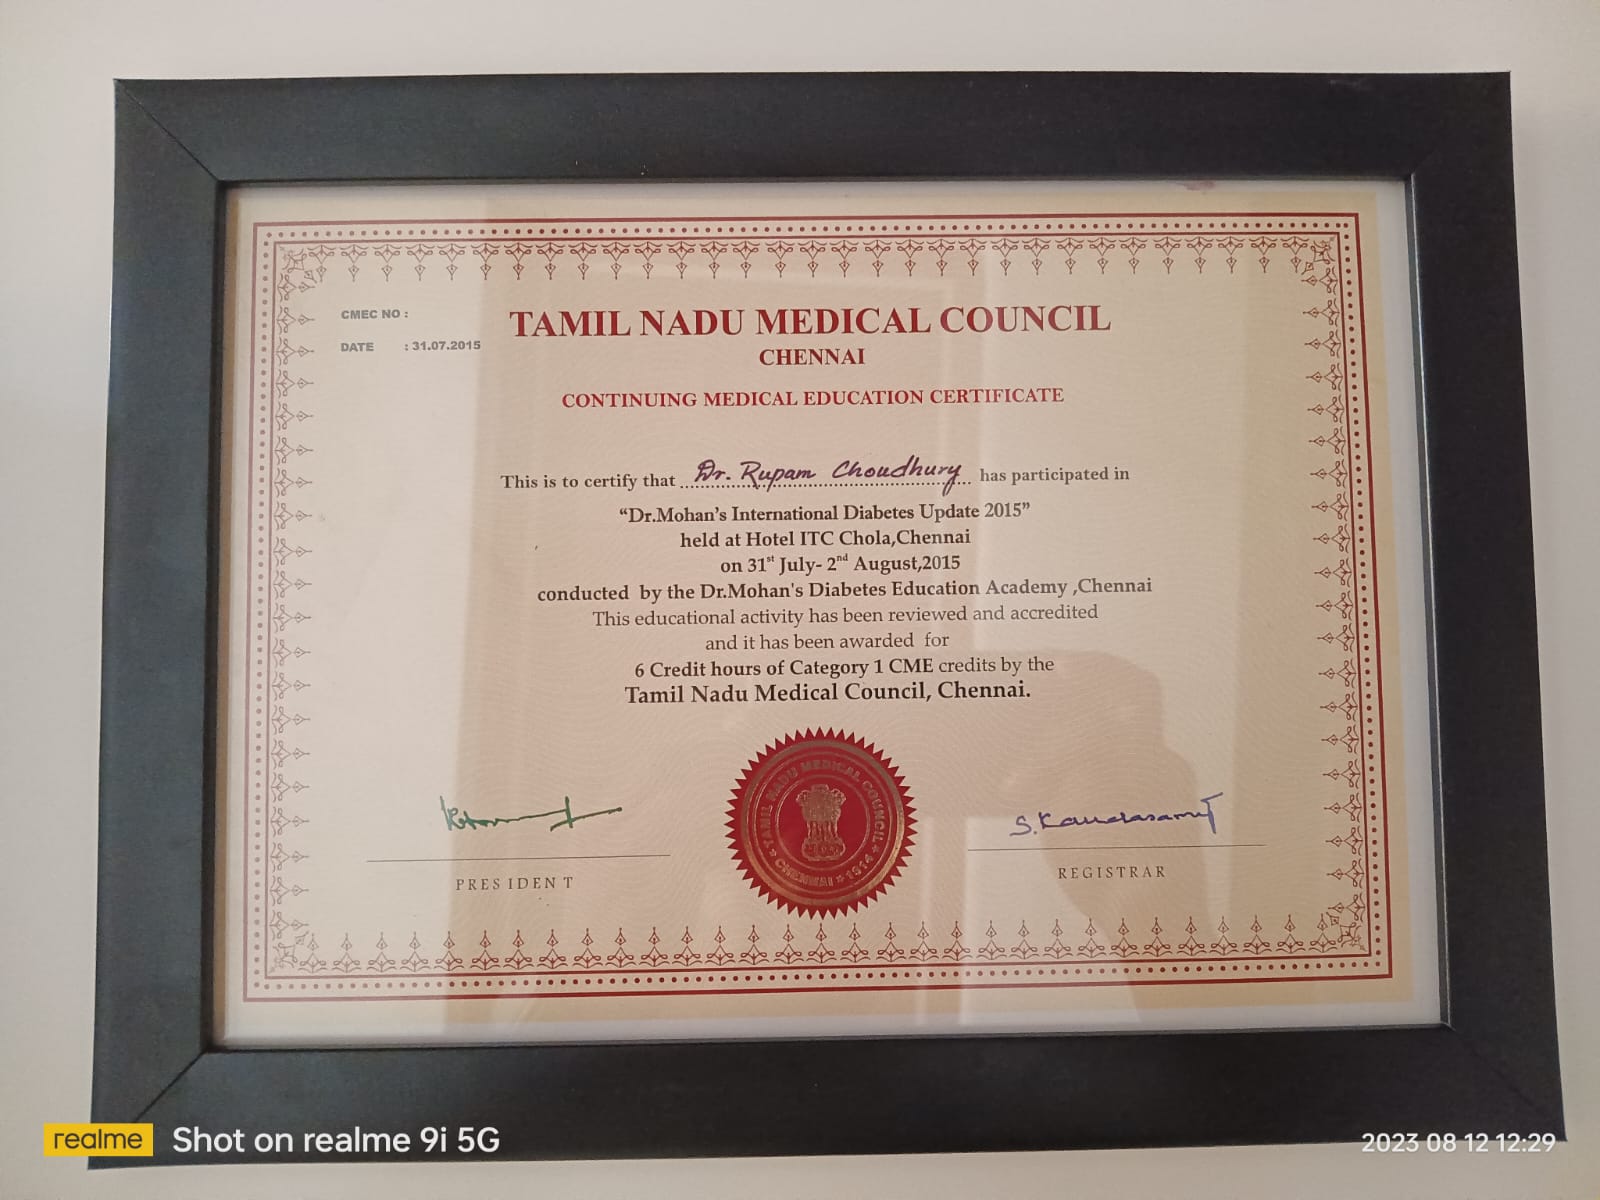 CMEC NO :
DATE : 31.07.2015
TAMIL NADU MEDICAL COUNCIL
CHENNAI
CONTINUING MEDICAL EDUCATION CERTIFICATE
This is to certify that Dr. Rupam Choudhury has participated in
“Dr.Mohan’s International Diabetes Update 2015”
held at Hotel ITC Chola,Chennai
on 31st July- 2nd August,2015
conducted by the Dr.Mohan's Diabetes Education Academy ,Chennai
This educational activity has been reviewed and accredited
and it has been awarded for
6 Credit hours of Category 1 CME credits by the
Tamil Nadu Medical Council, Chennai.
TAMIL NADU MEDICAL COUNCIL
CHENNAI 1914
S. Kandasamy
PRESIDENT
REGISTRAR
realme Shot on realme 9i 5G
2023 08 12 12:29